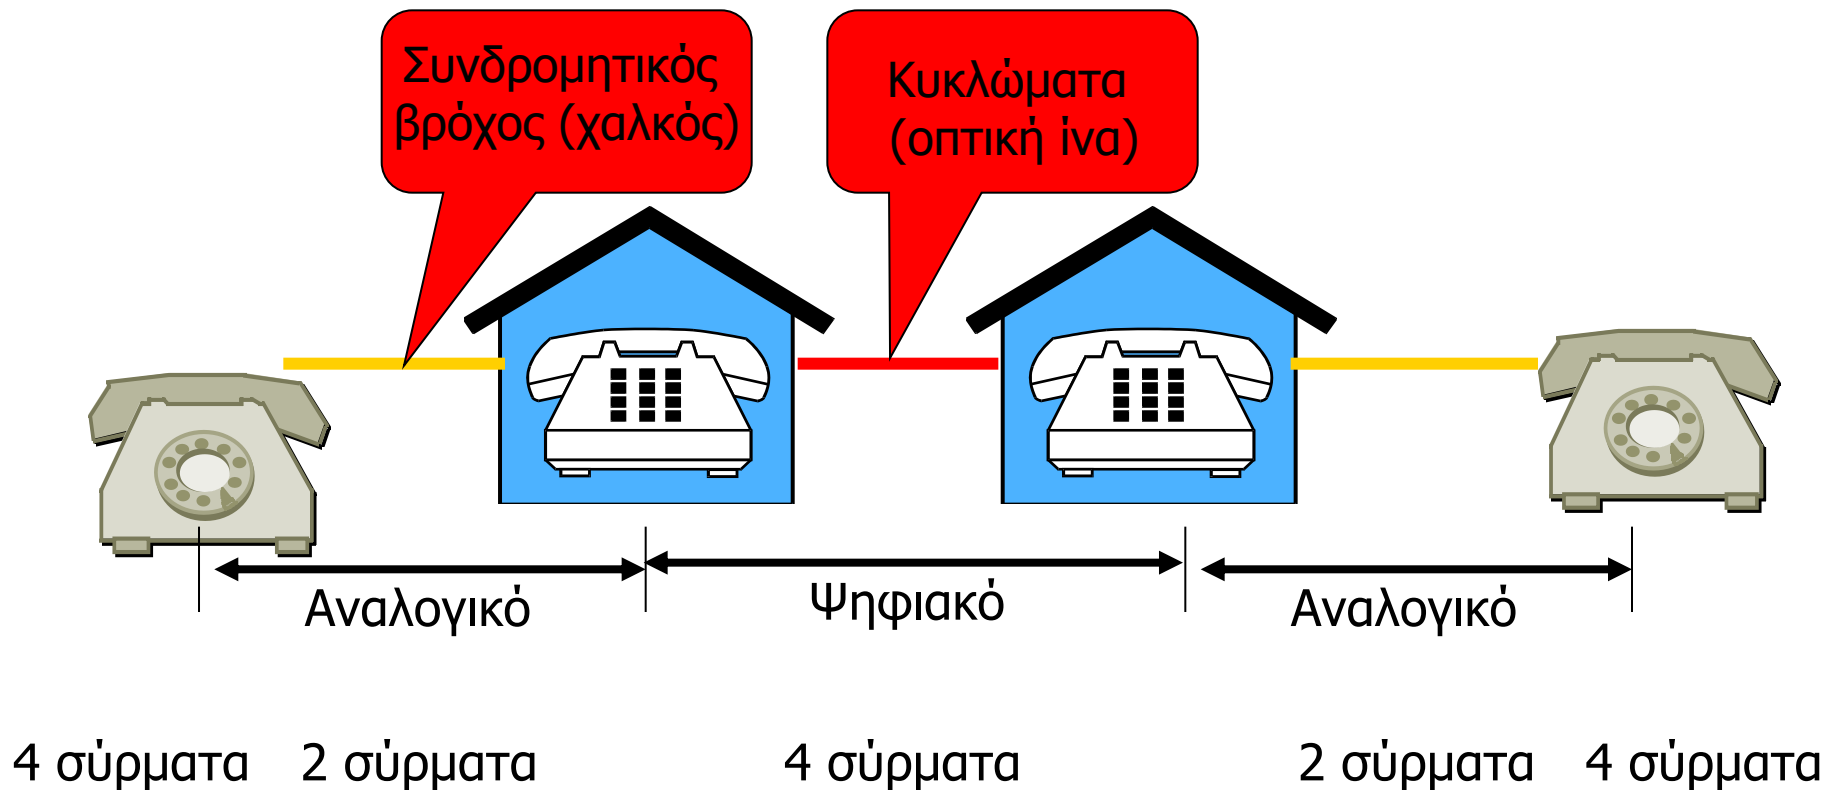 Συνδρομητικός
βρόχος (χαλκός)
Κυκλώματα
(οπτική ίνα)
Αναλογικό
Ψηφιακό
Αναλογικό
4 σύρματα
2 σύρματα
4 σύρματα
2 σύρματα
4 σύρματα